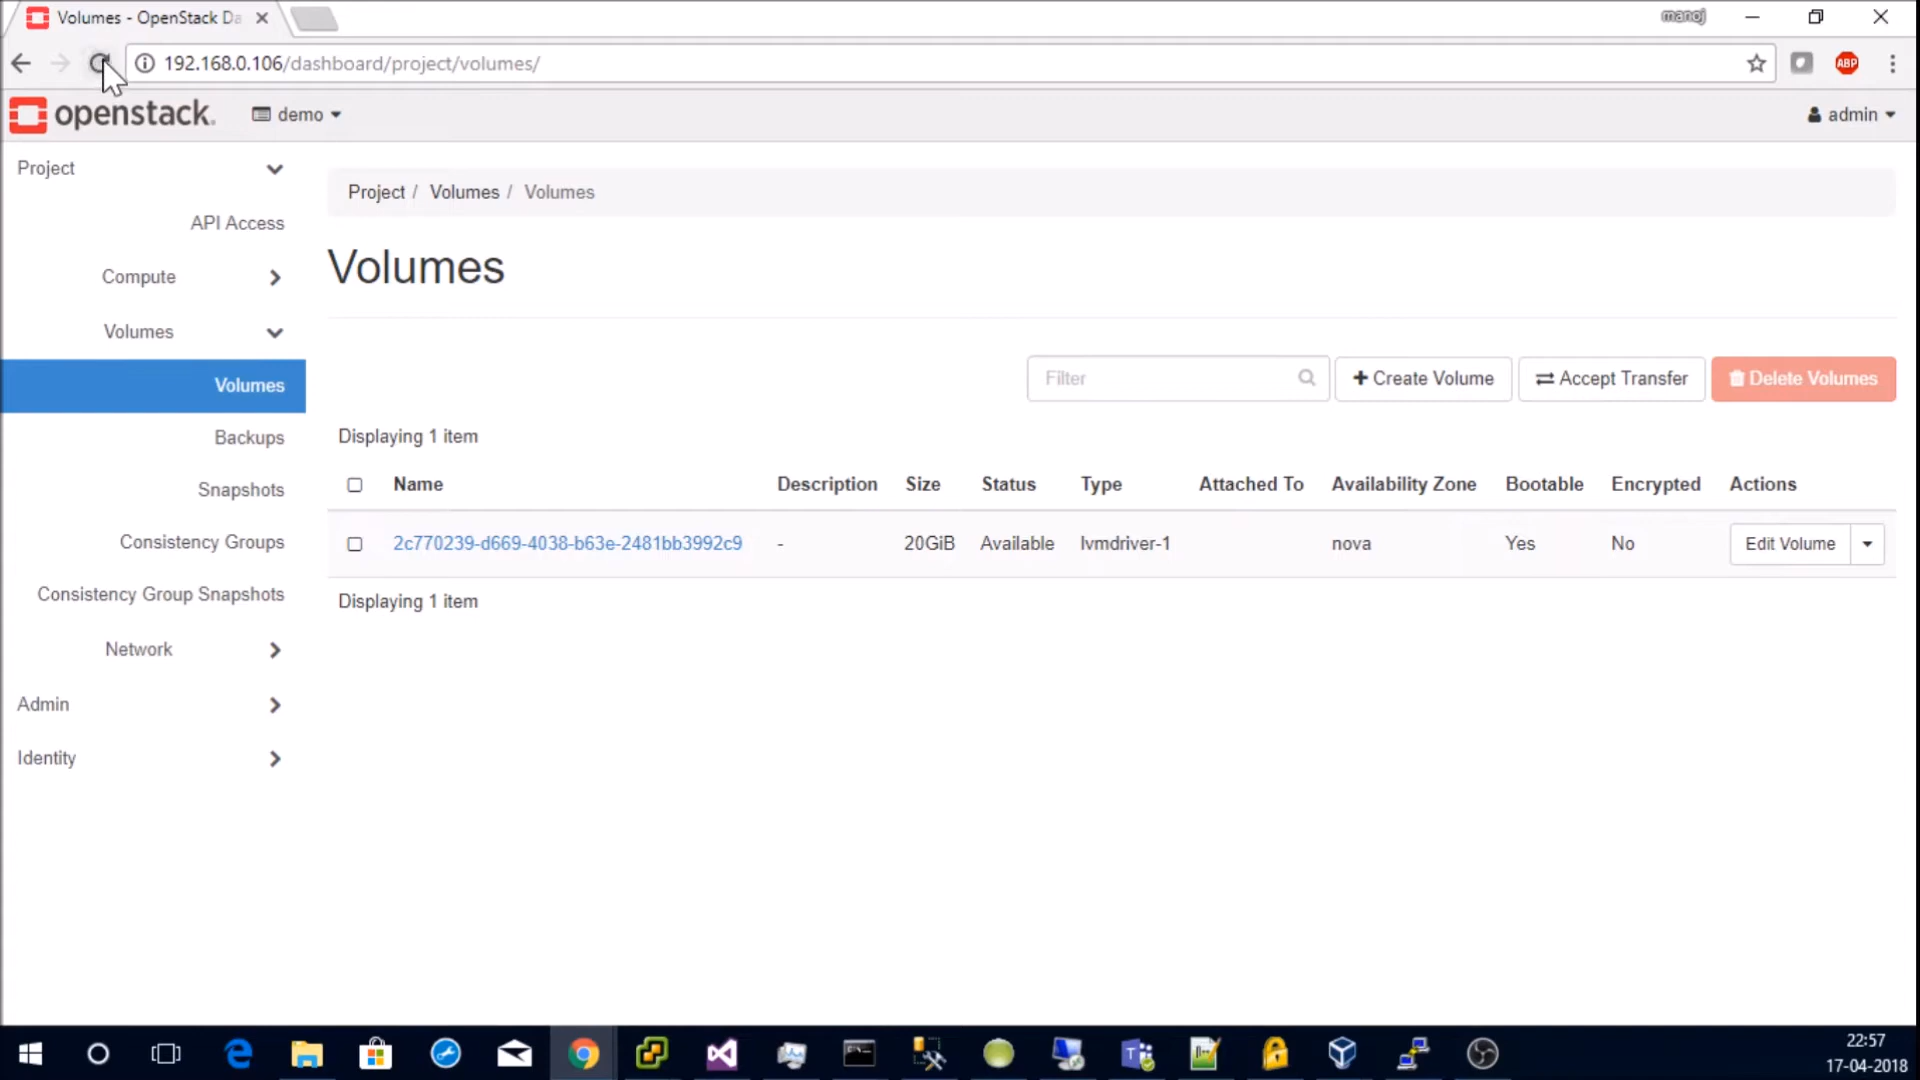 Volumes - OpenStack Da
manoj
192.168.0.106/dashboard/project/volumes/
ABP
openstack.
demo
admin
Project
API Access
Compute
Volumes
Volumes
Backups
Snapshots
Consistency Groups
Consistency Group Snapshots
Network
Admin
Identity
Project / Volumes / Volumes
Volumes
Filter
Create Volume
Accept Transfer
Delete Volumes
Displaying 1 item
Name Description Size Status Type Attached To Availability Zone Bootable Encrypted Actions
2c770239-d669-4038-b63e-2481bb3992c9 - 20GiB Available lvmdriver-1 nova Yes No Edit Volume
Displaying 1 item
22:57
17-04-2018